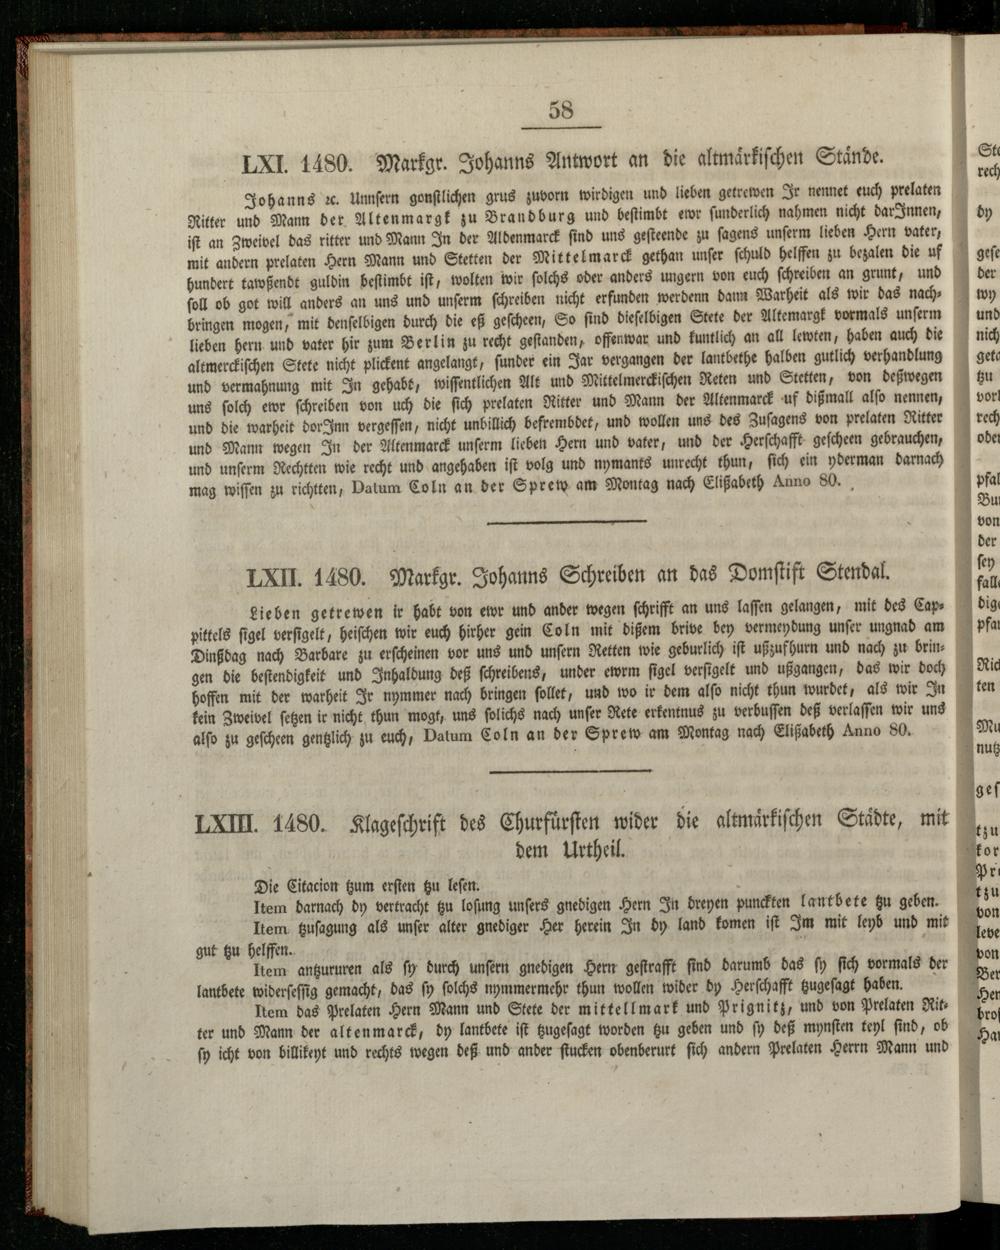 58
LXI. 1480. Markgr. Johanns Antwort an die altmärkischen Stände.
Johanns ꝛc. Unnsern gonstlichen grus zuvorn wirdigen und lieben getrewen Jr nennet euch prelaten
Ritter und Mann der Altenmargk zu Brandburg und bestimbt ewr sunderlich nahmen nicht darJnnen,
ist an Zweivel das ritter und Mann Jn der Aldenmarck sind uns gesteende zu sagens unserm lieben Hern vater,
mit andern prelaten Hern Mann und Stetten der Mittelmarck gethan unser schuld helffen zu bezalen die uf
hundert tawßendt guldin bestimbt ist, wolten wir solchs oder anders ungern von euch schreiben an grunt, und
soll ob got will anders an uns und unserm schreiben nicht erfunden werdenn dann Warheit als wir das nach-
bringen mogen, mit denselbigen durch die eß gescheen, So sind dieselbigen Stete der Altemargk vormals unserm
lieben hern und vater hir zum Berlin zu recht gestanden, offenwar und kuntlich an all lewten, haben auch die
altmerckischen Stete nicht plickent angelangt, sunder ein Jar vergangen der lantbethe halben gutlich verhandlung
und vermahnung mit Jn gehabt, wissentlichen Alt und Mittelmerckischen Reten und Stetten, von deßwegen
uns solch ewr schreiben von uch die sich prelaten Ritter und Mann der Altenmarck uf dißmall also nennen,
und die warheit dorJnn vergessen, nicht unbillich befrembdet, und wollen uns des Zusagens von prelaten Ritter
und Mann wegen Jn der Altenmarck unserm lieben Hern und vater, und der Herschafft gescheen gebrauchen,
und unserm Rechtten wie recht und angehaben ist volg und nymants unrecht thun, sich ein yderman darnach
mag wissen zu richtten, Datum Coln an der Sprew am Montag nach Elißabeth Anno 80.
LXII. 1480. Markgr. Johanns Schreiben an das Domstift Stendal.
Lieben getrewen ir habt von ewr und ander wegen schrifft an uns lassen gelangen, mit des Cap-
pittels sigel versigelt, heischen wir euch hirher gein Coln mit dißem brive bey vermeydung unser ungnad am
Dinßdag nach Barbare zu erscheinen vor uns und unsern Retten wie geburlich ist ußzufhurn und nach zu brin-
gen die bestendigkeit und Jnhaldung deß schreibens, under ewrm sigel versigelt und ußgangen, das wir doch
hoffen mit der warheit Jr nymmer nach bringen sollet, und wo ir dem also nicht thun wurdet, als wir Jn
kein Zweivel setzen ir nicht thun mogt, uns solichs nach unser Rete erkentnus zu verbussen deß verlassen wir uns
also zu gescheen gentzlich zu euch, Datum Coln an der Sprew am Montag nach Elißabeth Anno 80.
LXIII. 1480. Klageschrift des Churfürsten wider die altmärkischen Städte, mit
dem Urtheil.
Die Citacion tzum ersten tzu lesen.
Item darnach dy vertracht tzu losung unsers gnedigen Hern Jn dreyen punckten lantbete tzu geben.
Item tzusagung als unser alter gnediger Her herein Jn dy land komen ist Jm mit leyb und mit
gut tzu helffen.
Item antzururen als sy durch unsern gnedigen Hern gestrafft sind darumb das sy sich vormals der
lantbete widersessig gemacht, das sy solchs nymmermehr thun wollen wider dy Herschafft tzugesagt haben.
Item das Prelaten Hern Mann und Stete der mittellmark und Prignitz, und von Prelaten Rit-
ter und Mann der altenmarck, dy lantbete ist tzugesagt worden tzu geben und sy deß mynsten teyl sind, ob
sy icht von billikeyt und rechts wegen deß und ander stucken obenberurt sich andern Prelaten Herrn Mann und